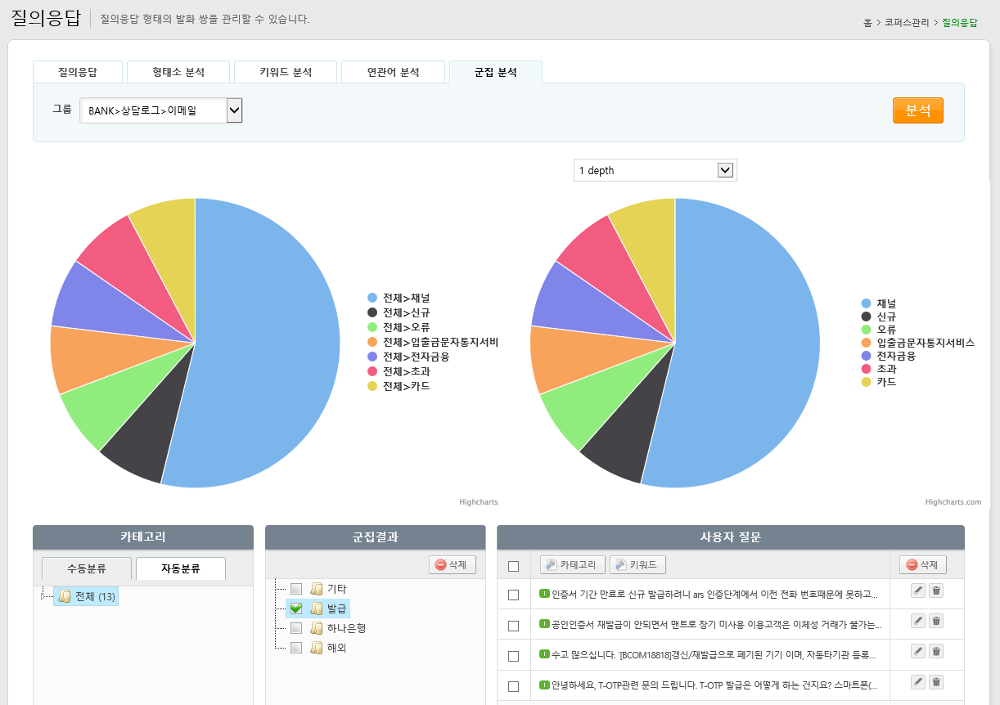 질의응답 질의응답 형태의 발화 쌍을 관리할 수 있습니다. 홈 > 코퍼스관리 > 질의응답
질의응답 형태소 분석 키워드 분석 연관어 분석 군집 분석
그룹 BANK>상담로그>이메일 분석
1 depth
전체>채널
전체>신규
전체>오류
전체>입출금문자통지서비
전체>전자금융
전체>초과
전체>카드
Highcharts.
채널
신규
오류
입출금문자통지서비스
전자금융
초과
카드
Highcharts.com
카테고리
수동분류 자동분류
전체 (13)
군집결과
삭제
기타
발급
하나은행
해외
사용자 질문
카테고리 키워드 삭제
인증서 기간 만료로 신규 발급하려니 ars 인증단계에서 이전 전화 번호때문에 못하고...
공인인증서 재발급이 안되면서 맨트로 장기 미사용 이용고객은 이체성 거래가 불가는...
수고 많으십니다. '[BCOM18818]갱신/재발급으로 폐기된 기기 이며, 자동타기관 등록...
안녕하세요, T-OTP관련 문의 드립니다. T-OTP 발급은 어떻게 하는 건지요? 스마트폰(...